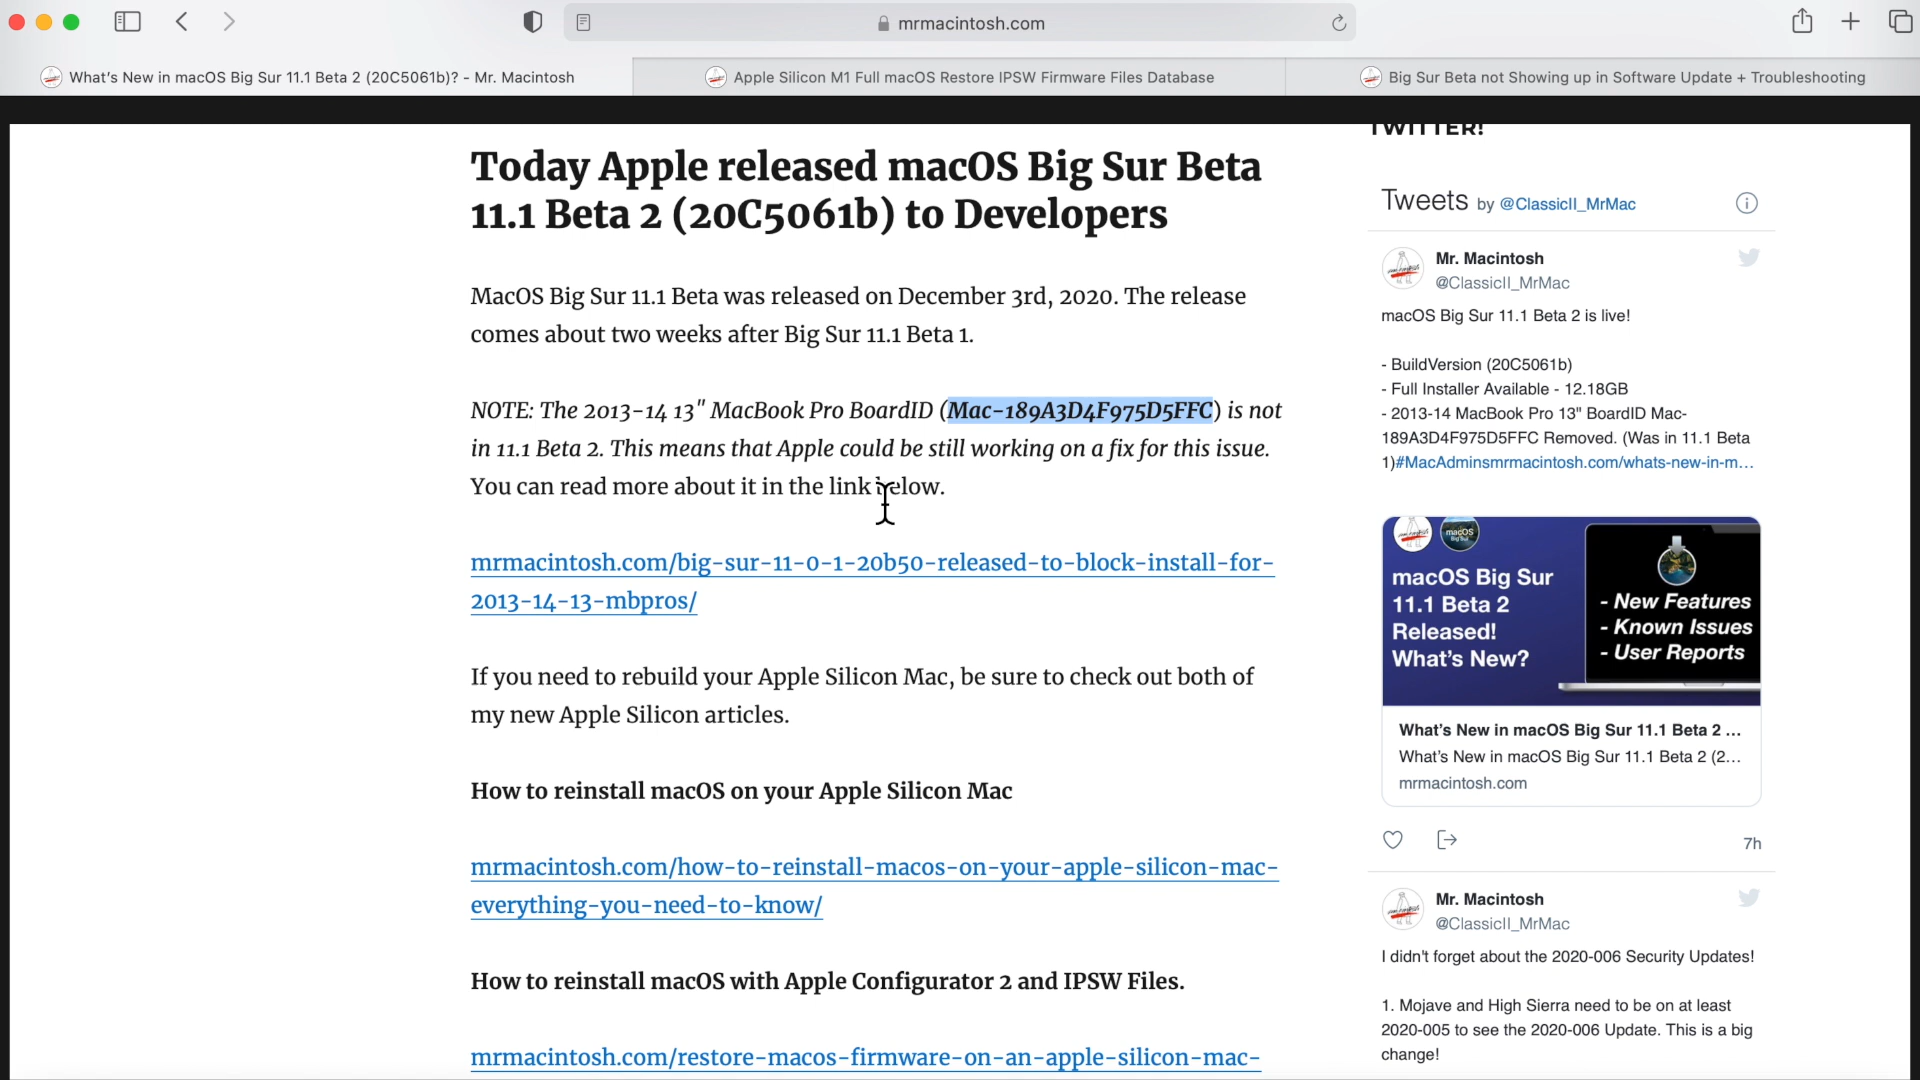 mrmacintosh.com
What's New in macOS Big Sur 11.1 Beta 2 (20C5061b)? - Mr. Macintosh
Apple Silicon M1 Full macOS Restore IPSW Firmware Files Database
Big Sur Beta not Showing up in Software Update + Troubleshooting
Today Apple released macOS Big Sur Beta
11.1 Beta 2 (20C5061b) to Developers
MacOS Big Sur 11.1 Beta was released on December 3rd, 2020. The release
comes about two weeks after Big Sur 11.1 Beta 1.
NOTE: The 2013-14 13" MacBook Pro BoardID (Mac-189A3D4F975D5FFC) is not
in 11.1 Beta 2. This means that Apple could be still working on a fix for this issue.
You can read more about it in the link below.
mrmacintosh.com/big-sur-11-0-1-20b50-released-to-block-install-for-
2013-14-13-mbpros/
If you need to rebuild your Apple Silicon Mac, be sure to check out both of
my new Apple Silicon articles.
How to reinstall macOS on your Apple Silicon Mac
mrmacintosh.com/how-to-reinstall-macos-on-your-apple-silicon-mac-
everything-you-need-to-know/
How to reinstall macOS with Apple Configurator 2 and IPSW Files.
mrmacintosh.com/restore-macos-firmware-on-an-apple-silicon-mac-
TWITTER!
Tweets by @ClassicII_MrMac
Mr. Macintosh
@ClassicII_MrMac
macOS Big Sur 11.1 Beta 2 is live!
- BuildVersion (20C5061b)
- Full Installer Available - 12.18GB
- 2013-14 MacBook Pro 13" BoardID Mac-
189A3D4F975D5FFC Removed. (Was in 11.1 Beta
1)#MacAdminsmrmacintosh.com/whats-new-in-m…
macOS
Big Sur
macOS Big Sur
11.1 Beta 2
Released!
What's New?
- New Features
- Known Issues
- User Reports
What's New in macOS Big Sur 11.1 Beta 2 ...
What's New in macOS Big Sur 11.1 Beta 2 (2...
mrmacintosh.com
7h
Mr. Macintosh
@ClassicII_MrMac
I didn't forget about the 2020-006 Security Updates!
1. Mojave and High Sierra need to be on at least
2020-005 to see the 2020-006 Update. This is a big
change!